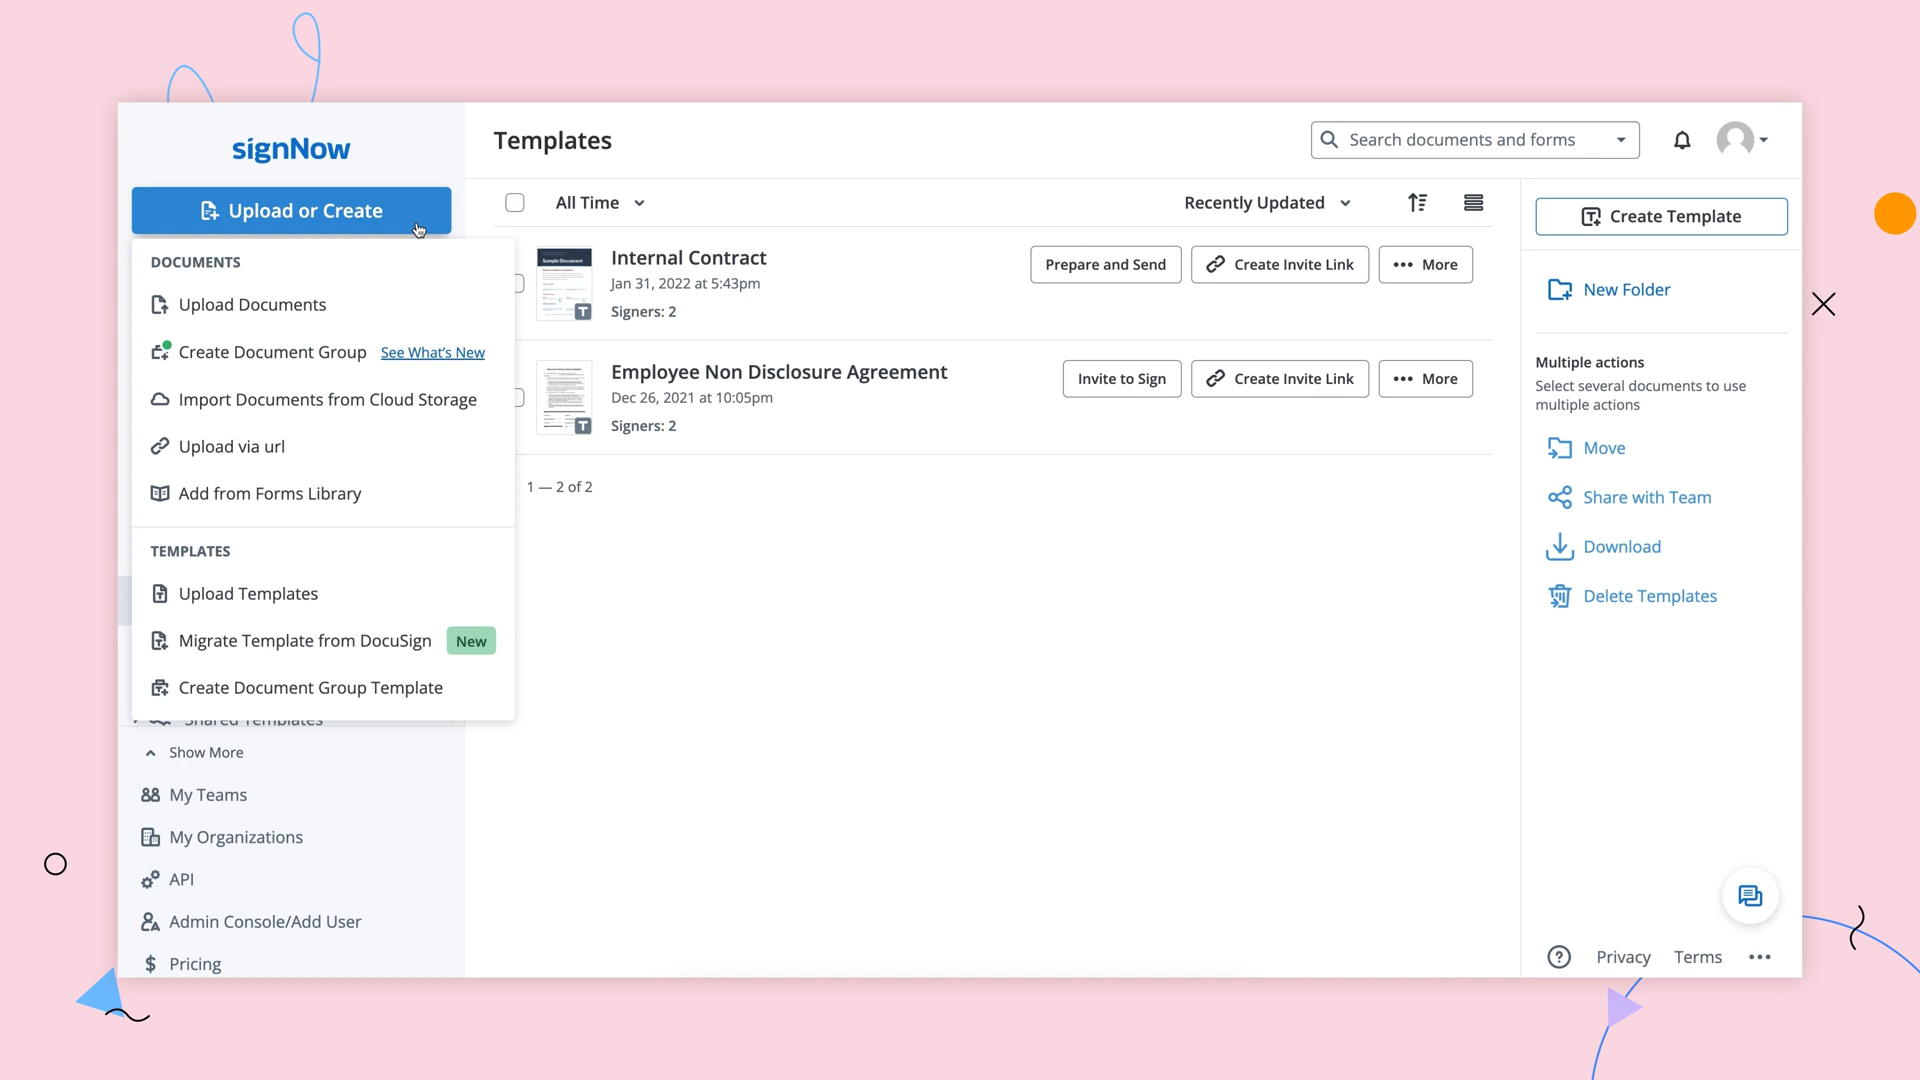 signNow
Upload or Create
DOCUMENTS
Upload Documents
Create Document Group See What's New
Import Documents from Cloud Storage
Upload via url
Add from Forms Library
TEMPLATES
Upload Templates
Migrate Template from DocuSign New
Create Document Group Template
Shared Templates
Show More
My Teams
My Organizations
API
Admin Console/Add User
Pricing
Templates
Search documents and forms
All Time
Recently Updated
Sample Document
T
Internal Contract
Jan 31, 2022 at 5:43pm
Signers: 2
Prepare and Send
Create Invite Link
More
T
Employee Non Disclosure Agreement
Dec 26, 2021 at 10:05pm
Signers: 2
Invite to Sign
Create Invite Link
More
1 — 2 of 2
Create Template
New Folder
Multiple actions
Select several documents to use
multiple actions
Move
Share with Team
Download
Delete Templates
Privacy Terms